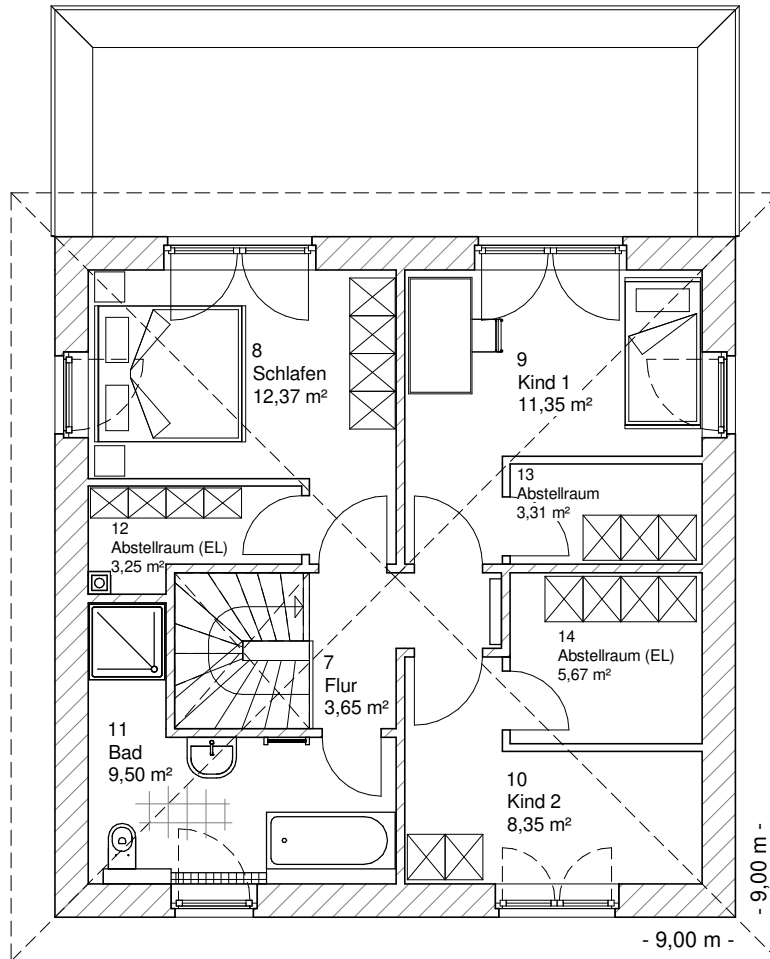 8
Schlafen
12,37 m²
9
Kind 1
11,35 m²
13
Abstellraum
3,31 m²
12
Abstellraum (EL)
3,25 m²
14
Abstellraum (EL)
5,67 m²
7
Flur
3,65 m²
11
Bad
9,50 m²
10
Kind 2
8,35 m²
- 9,00 m -
- 9,00 m -